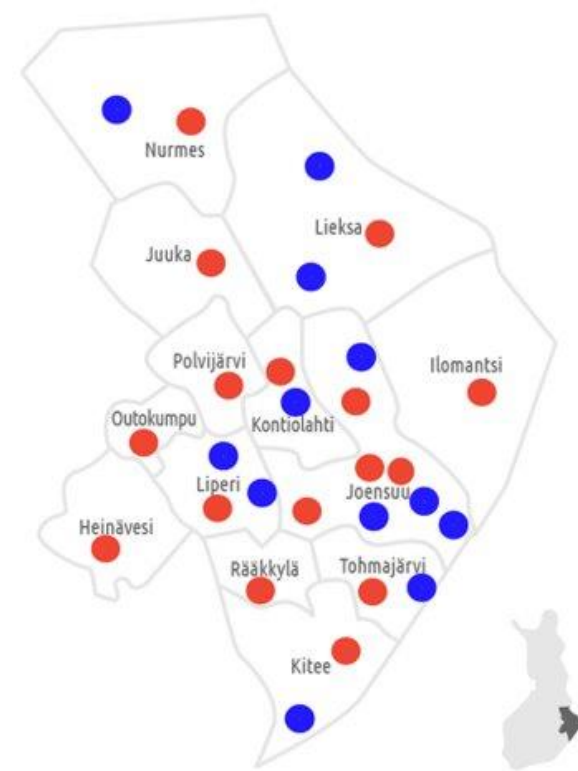 Nurmes
Lieksa
Juuka
Polvijärvi
Ilomantsi
Outokumpu
Kontiolahti
Liperi
Joensuu
Heinävesi
Rääkkylä
Tohmajärvi
Kitee